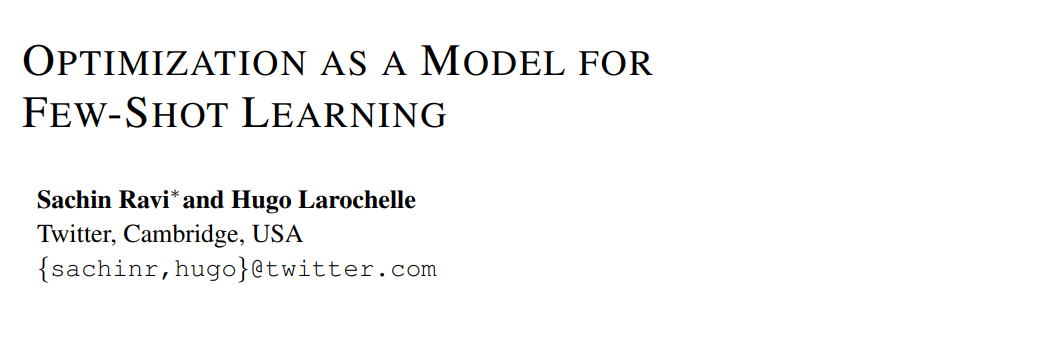 OPTIMIZATION AS A MODEL FOR
FEW-SHOT LEARNING
Sachin Ravi* and Hugo Larochelle
Twitter, Cambridge, USA
{sachinr,hugo}@twitter.com